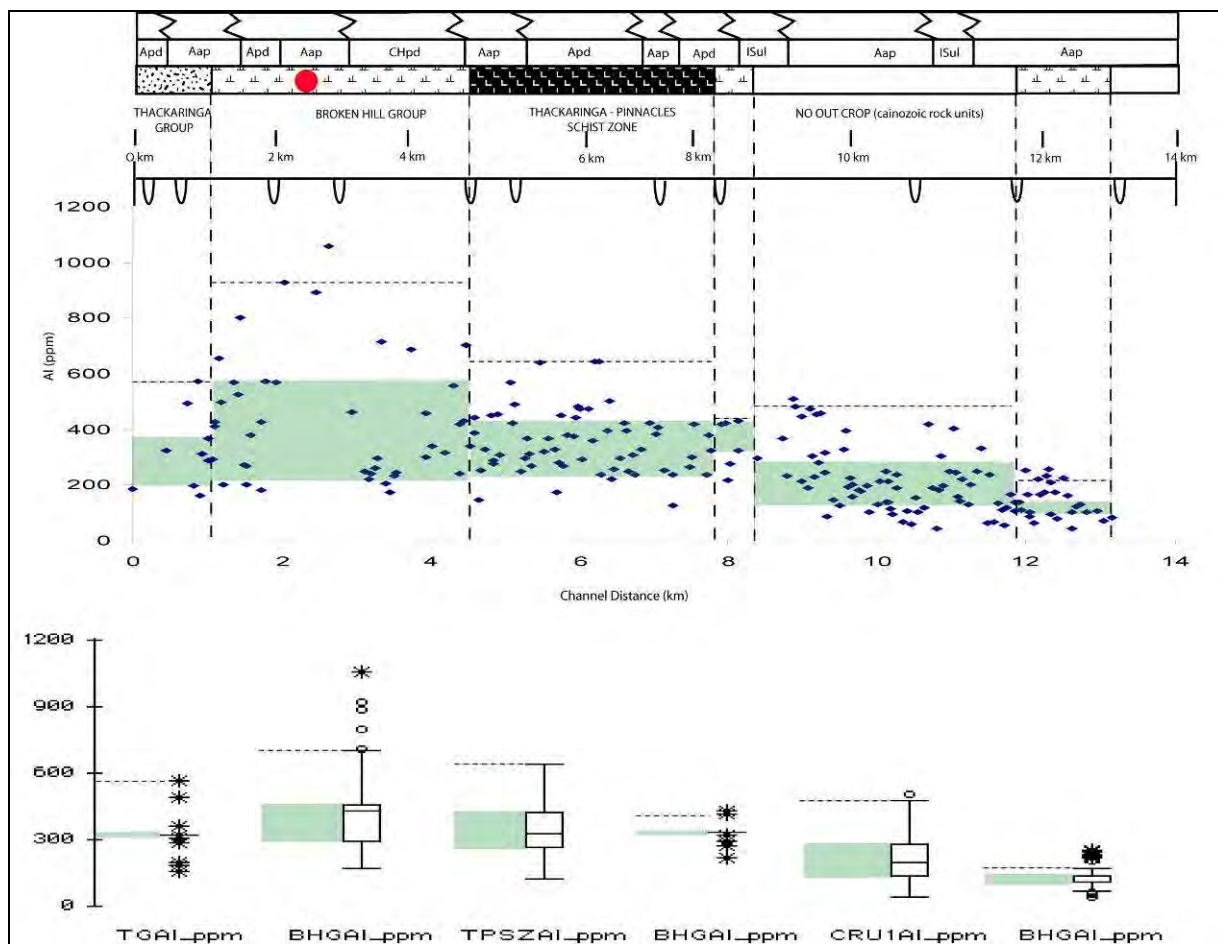 Apd Aap Apd Aap CHpd Aap Apd Aap Apd ISul Aap ISul Aap
THACKARINGA GROUP
BROKEN HILL GROUP
THACKARINGA - PINNACLES SCHIST ZONE
NO OUT CROP (cainozoic rock units)
0 km 2 km 4 km 6 km 8 km 10 km 12 km 14 km
1200
1000
800
600
400
200
0
Al (ppm)
0 2 4 6 8 10 12 14
Channel Distance (km)
1200
900
600
300
0
TGAl_ppm BHGAl_ppm TPSZAl_ppm BHGAl_ppm CRU1Al_ppm BHGAl_ppm